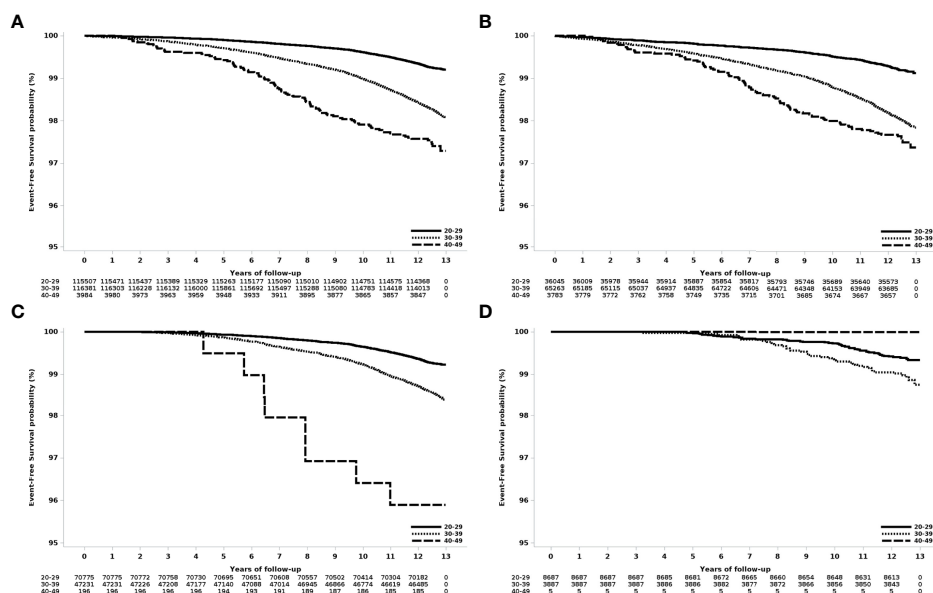 A
100
99
98
97
96
95
Event-Free Survival probability (%)
20-29
30-39
40-49
0 1 2 3 4 5 6 7 8 9 10 11 12 13
Years of follow-up
20-29 115507 115471 115437 115389 115329 115263 115177 115090 115010 114902 114751 114575 114368 0
30-39 116381 116303 116228 116132 116000 115861 115692 115497 115288 115080 114783 114418 114013 0
40-49 3984 3980 3973 3963 3959 3948 3933 3911 3895 3877 3865 3857 3847 0
B
100
99
98
97
96
95
Event-Free Survival probability (%)
20-29
30-39
40-49
0 1 2 3 4 5 6 7 8 9 10 11 12 13
Years of follow-up
20-29 36045 36009 35978 35944 35914 35887 35854 35817 35793 35746 35689 35640 35573 0
30-39 65263 65185 65115 65037 64937 64835 64722 64606 64471 64348 64153 63949 63685 0
40-49 3783 3779 3772 3762 3758 3749 3735 3715 3701 3685 3674 3667 3657 0
C
100
99
98
97
96
95
Event-Free Survival probability (%)
20-29
30-39
40-49
0 1 2 3 4 5 6 7 8 9 10 11 12 13
Years of follow-up
20-29 70775 70775 70772 70758 70730 70695 70651 70608 70557 70502 70414 70304 70182 0
30-39 47231 47231 47226 47208 47177 47140 47088 47014 46945 46866 46774 46619 46485 0
40-49 196 196 196 196 196 194 193 191 189 187 186 185 185 0
D
100
99
98
97
96
95
Event-Free Survival probability (%)
20-29
30-39
40-49
0 1 2 3 4 5 6 7 8 9 10 11 12 13
Years of follow-up
20-29 8687 8687 8687 8687 8685 8681 8672 8665 8660 8654 8648 8631 8613 0
30-39 3887 3887 3887 3887 3886 3886 3882 3877 3872 3866 3856 3850 3843 0
40-49 5 5 5 5 5 5 5 5 5 5 5 5 5 0